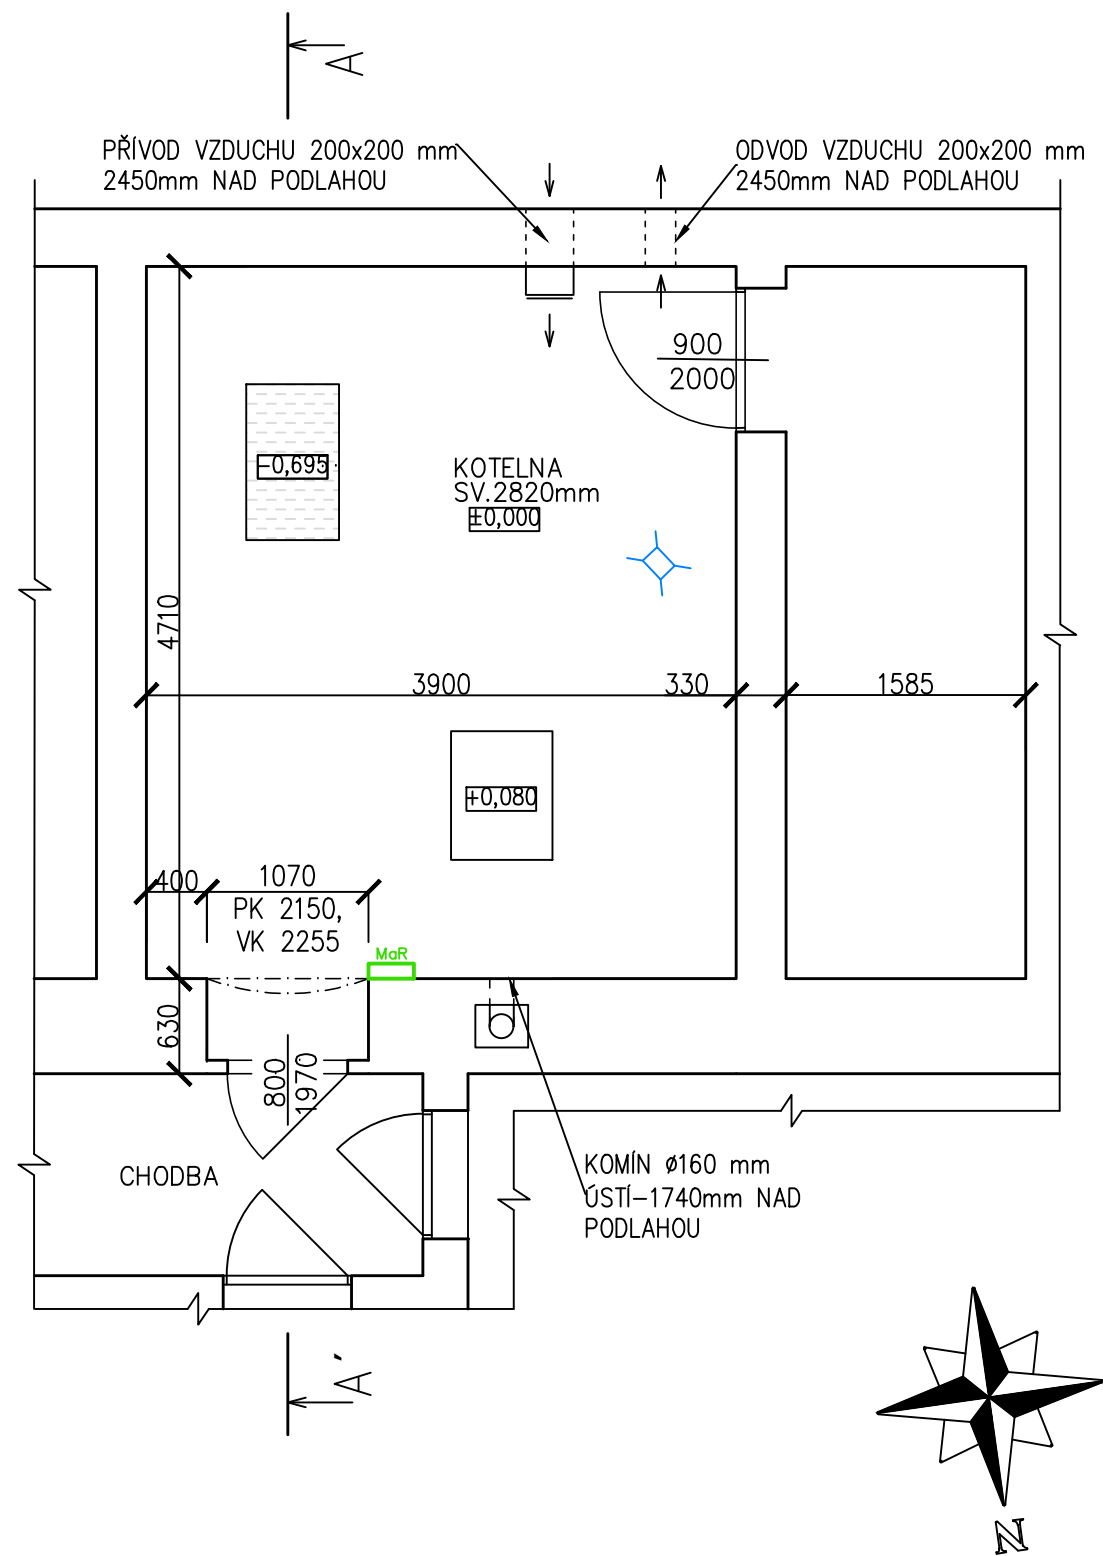 A
PŘÍVOD VZDUCHU 200x200 mm
2450mm NAD PODLAHOU
ODVOD VZDUCHU 200x200 mm
2450mm NAD PODLAHOU
900
2000
-0,695
KOTELNA
SV.2820mm
±0,000
4710
3900
330
1585
+0,080
400
1070
PK 2150,
VK 2255
MaR
630
800
1970
CHODBA
KOMÍN ø160 mm
ÚSTÍ-1740mm NAD
PODLAHOU
A'
N